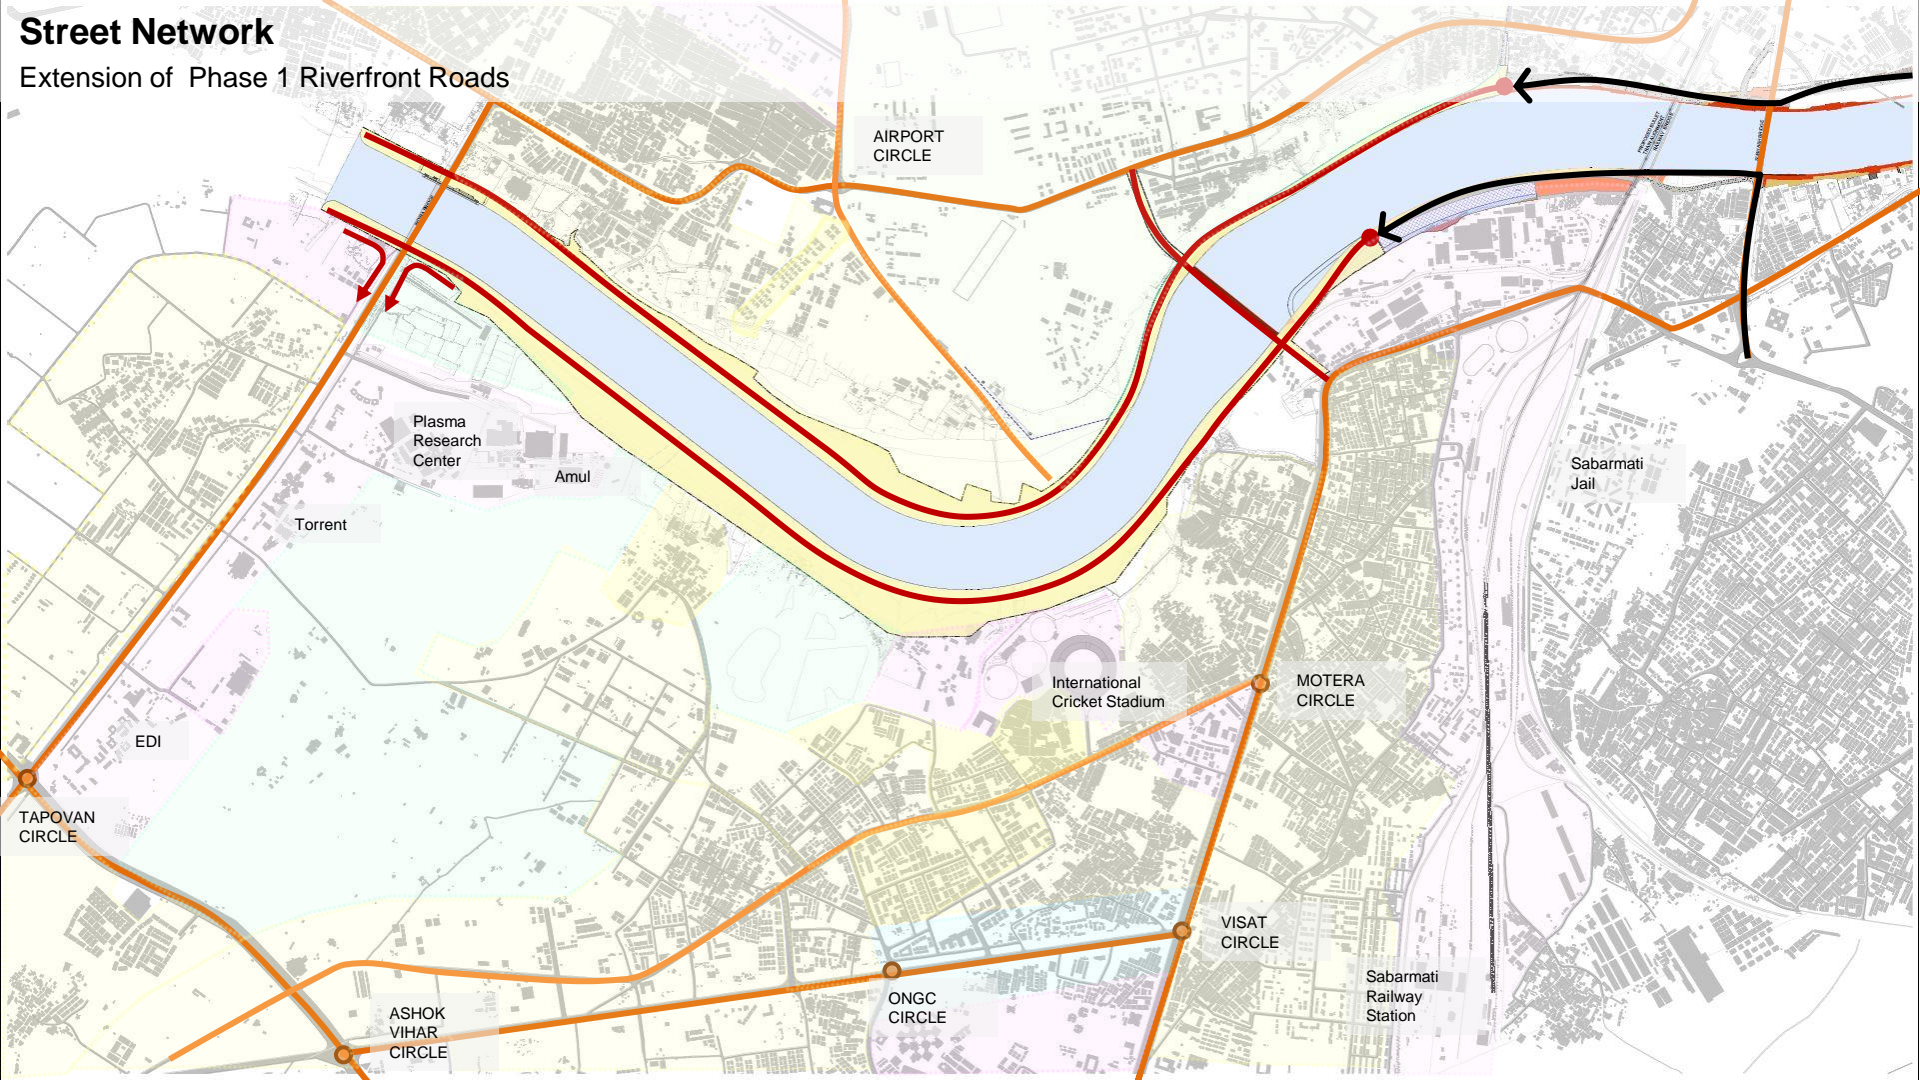 Street Network
Extension of Phase 1 Riverfront Roads
AIRPORT
CIRCLE
Plasma
Research
Center
Amul
Torrent
Sabarmati
Jail
International
Cricket Stadium
MOTERA
CIRCLE
EDI
TAPOVAN
CIRCLE
VISAT
CIRCLE
Sabarmati
Railway
Station
ONGC
CIRCLE
ASHOK
VIHAR
CIRCLE